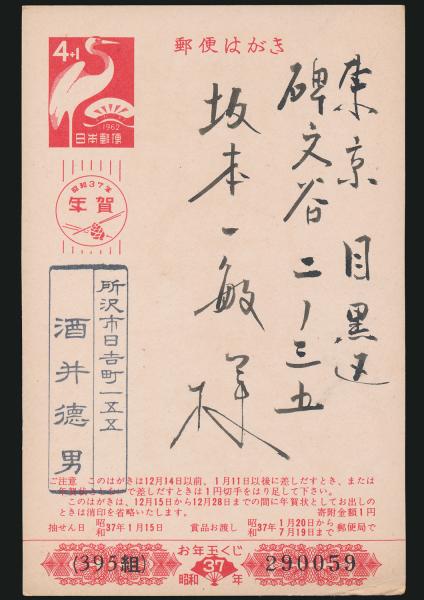 郵便はがき
4+1
1962
日本郵便
昭和37年
年賀
東京目黒区
碑文谷二ノ三五
坂本一敏様
所沢市日吉町一五五
酒井德男
ご注意 このはがきは12月14日以前、1月11日以後に差しだすとき、または
年賀状としないで差しだすときは1円切手をはり足して下さい。
このはがきは、12月15日から12月28日までの間に年賀状としてお出しの
ときは消印を省略いたします。 寄附金額1円
抽せん日 昭和37年1月15日 賞品お渡し 昭和37年1月20日から7月19日まで郵便局で
お年玉くじ
(395組) 昭和37年 290059